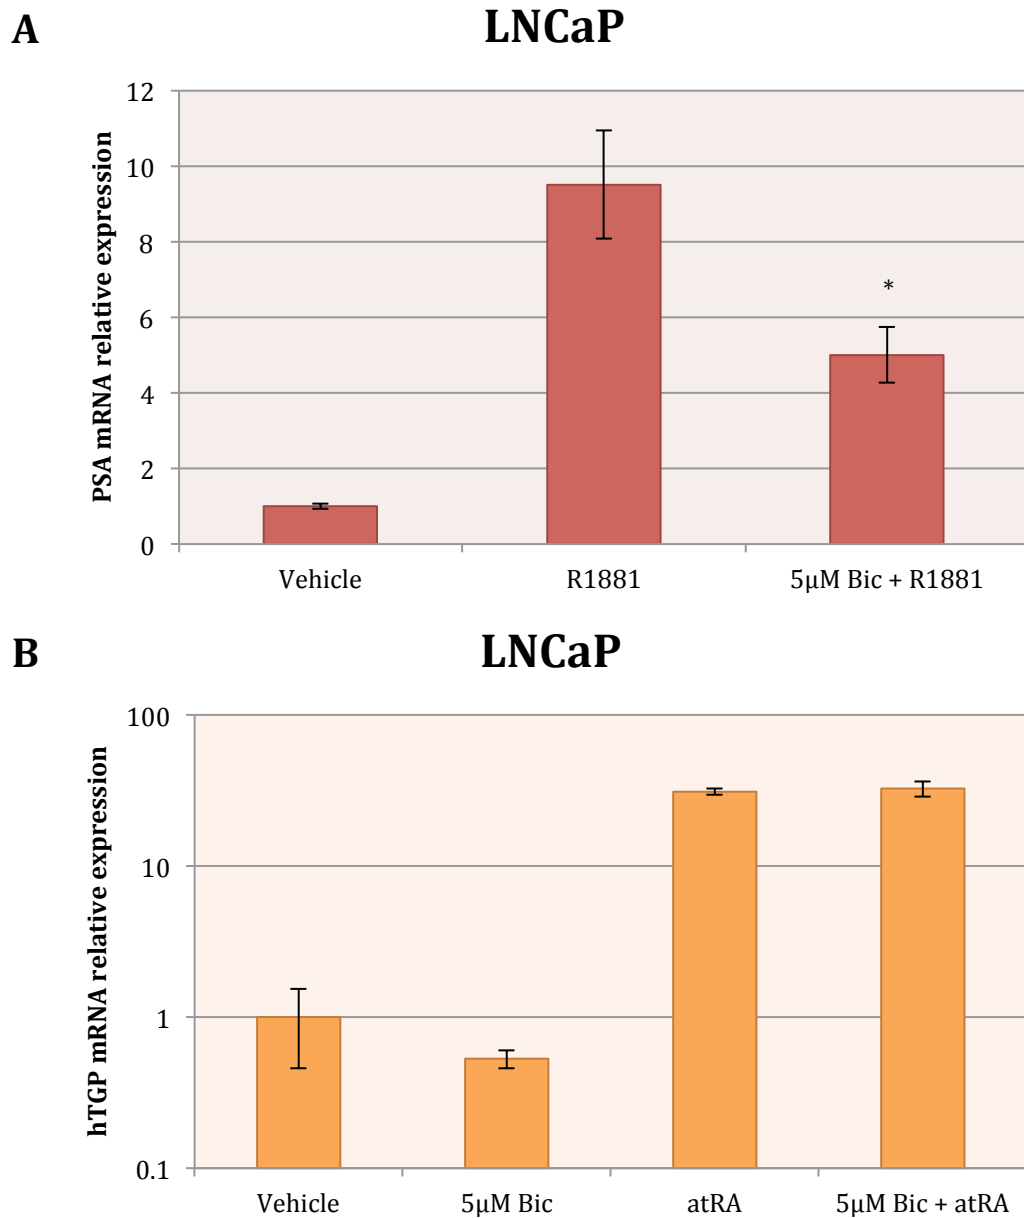 A
LNCaP
PSA mRNA relative expression
12
10
8
6
4
2
0
*
Vehicle
R1881
5µM Bic + R1881
B
LNCaP
hTGP mRNA relative expression
100
10
1
0.1
Vehicle
5µM Bic
atRA
5µM Bic + atRA